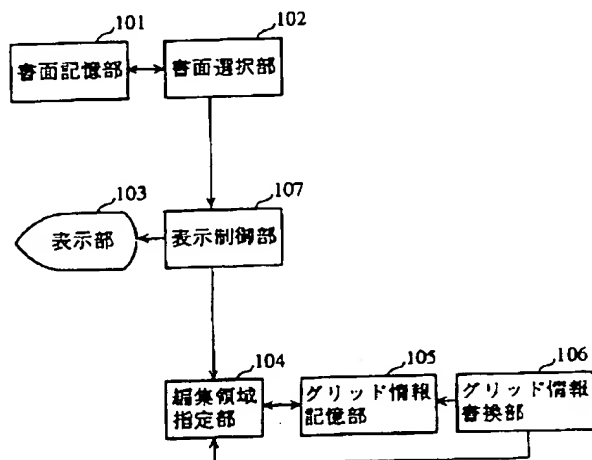 101
102
書面記憶部
書面選択部
103
107
表示部
表示制御部
104
105
106
編集領域
指定部
グリッド情報
記憶部
グリッド情報
書換部